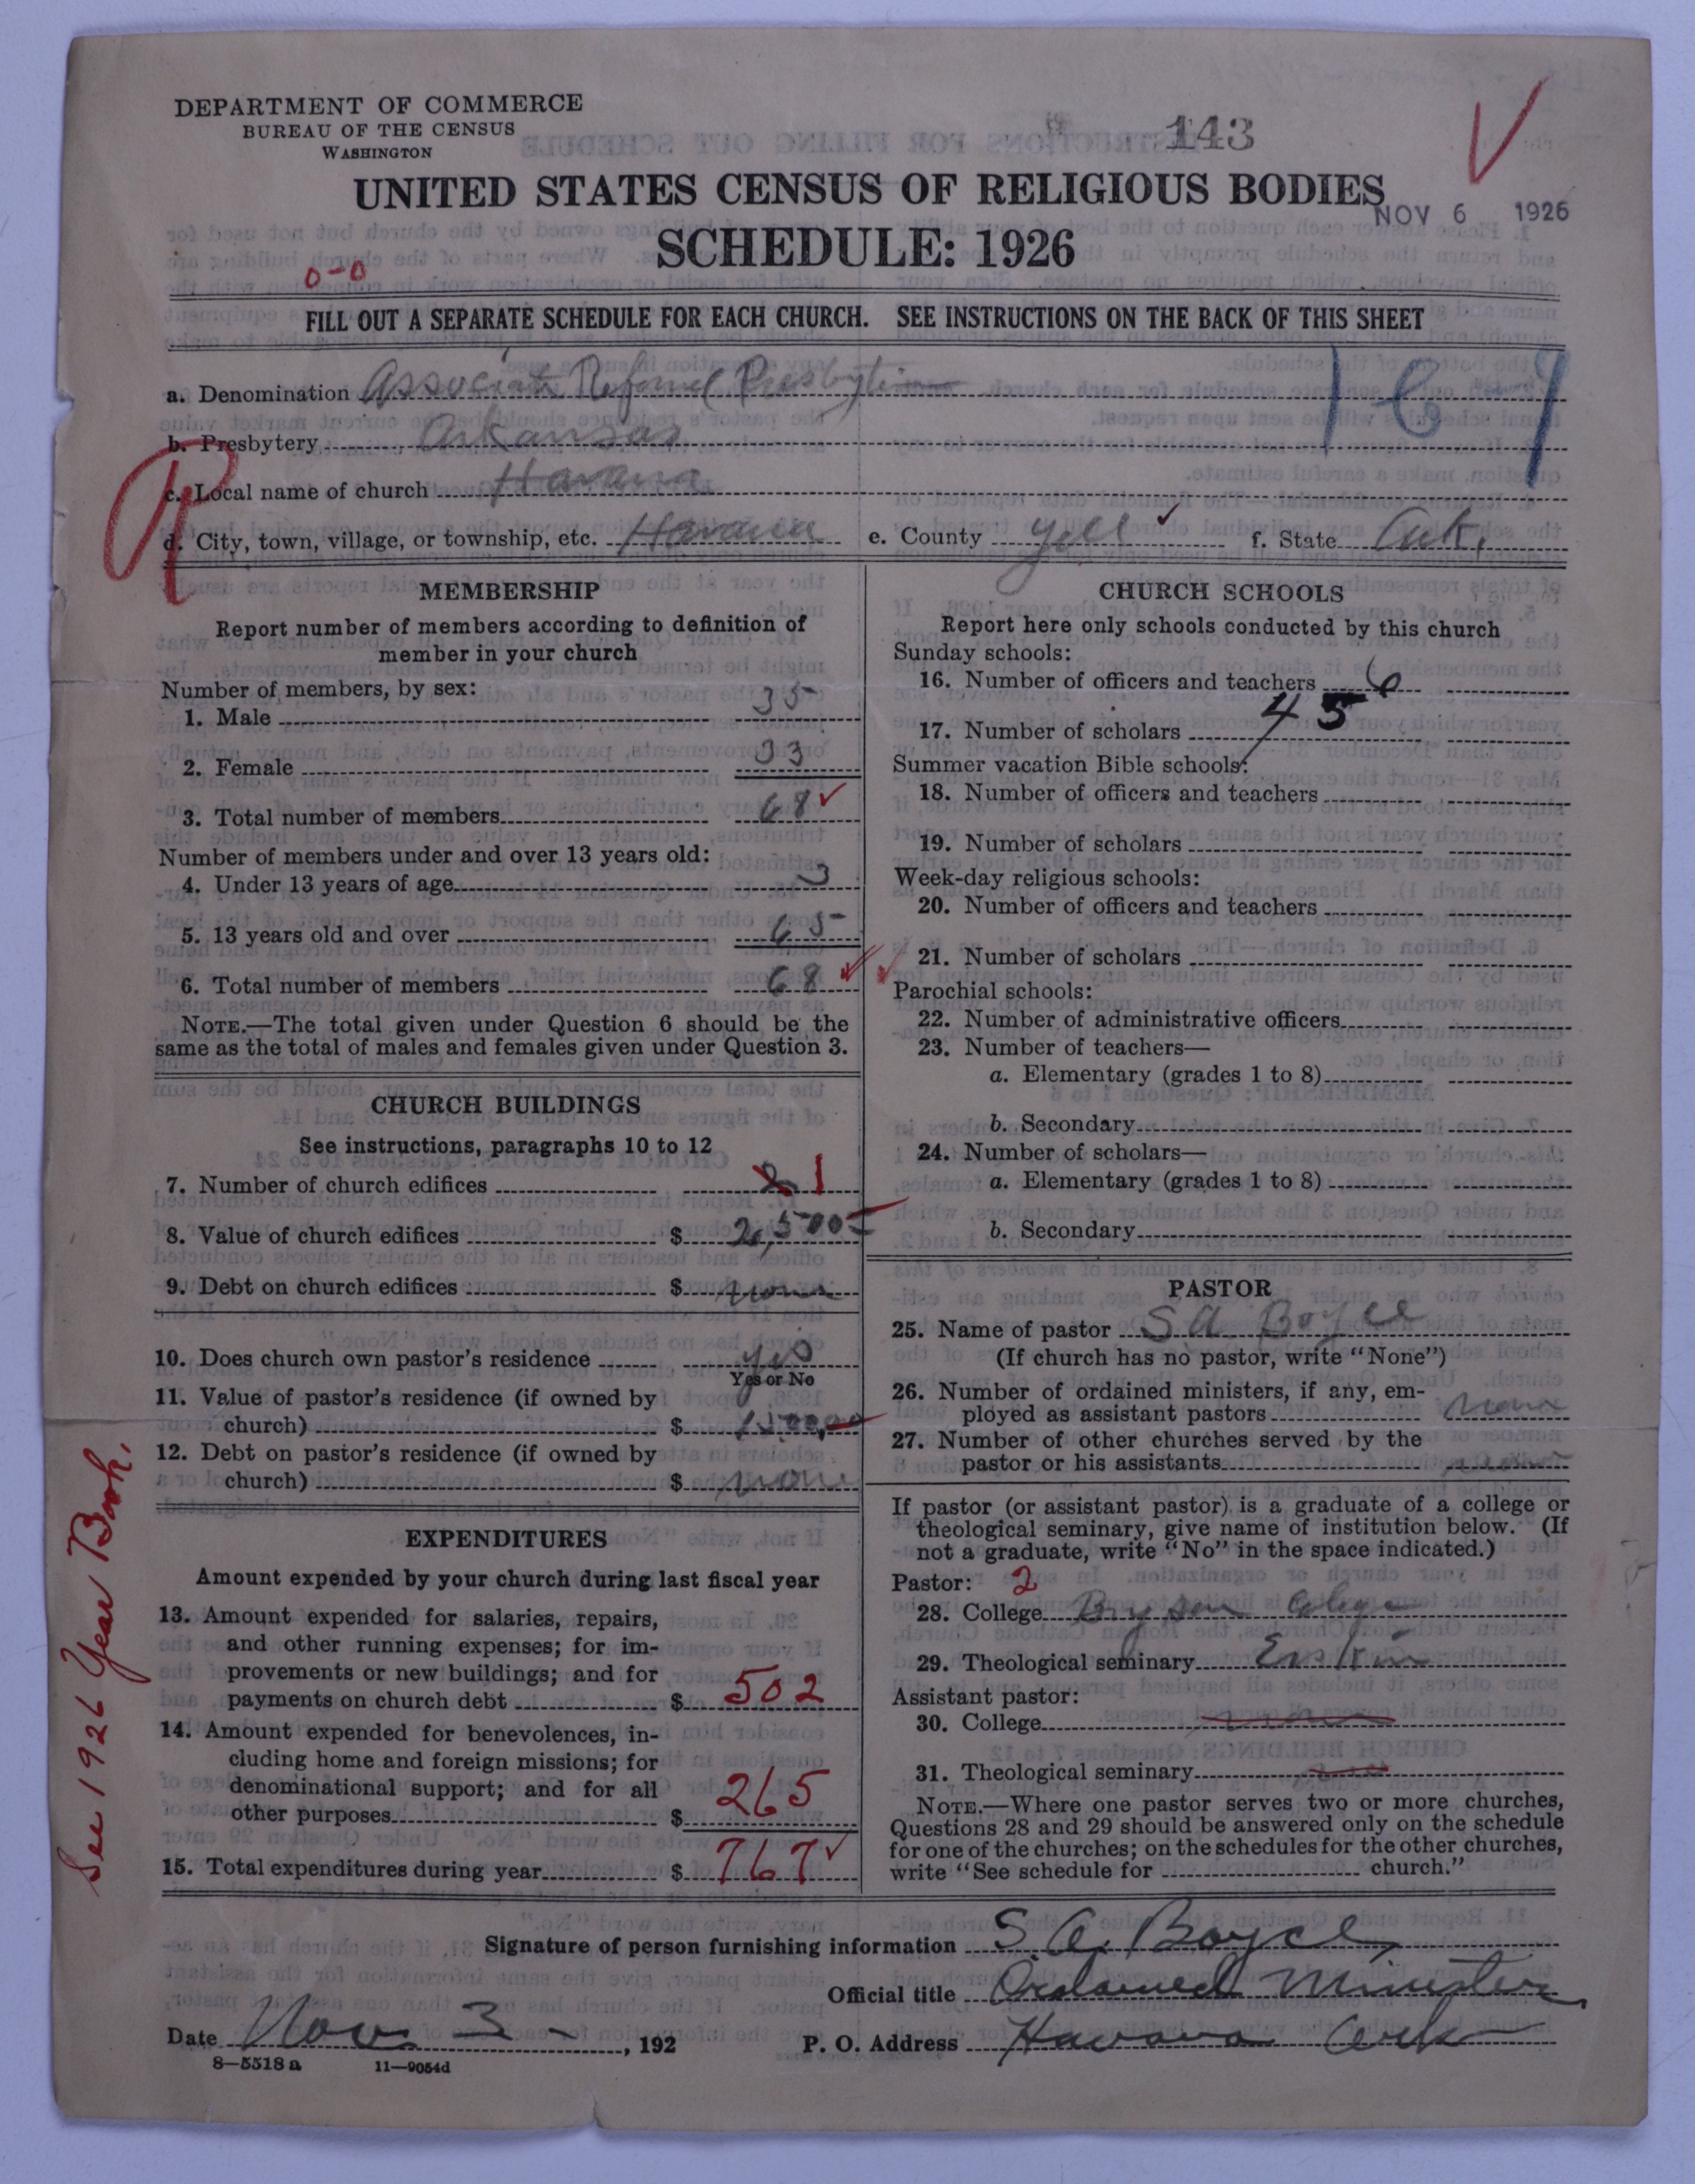 DEPARTMENT OF COMMERCE
BUREAU OF THE CENSUS
WASHINGTON
143
UNITED STATES CENSUS OF RELIGIOUS BODIES
NOV 6 1926
SCHEDULE: 1926
0-0
FILL OUT A SEPARATE SCHEDULE FOR EACH CHURCH. SEE INSTRUCTIONS ON THE BACK OF THIS SHEET
a. Denomination Associate Reformed Presbyterian
b. Presbytery Arkansas
c. Local name of church Havana
d. City, town, village, or township, etc. Havana e. County Yell f. State Ark.
MEMBERSHIP
Report number of members according to definition of
member in your church
Number of members, by sex:
1. Male 35
2. Female 33
3. Total number of members 68
Number of members under and over 13 years old:
4. Under 13 years of age 3
5. 13 years old and over 65
6. Total number of members 68
NOTE.—The total given under Question 6 should be the
same as the total of males and females given under Question 3.
CHURCH BUILDINGS
See instructions, paragraphs 10 to 12
7. Number of church edifices 2 1
8. Value of church edifices $ 2,500
9. Debt on church edifices $ none
10. Does church own pastor's residence yes
Yes or No
11. Value of pastor's residence (if owned by
church) $
12. Debt on pastor's residence (if owned by
church) $ none
EXPENDITURES
Amount expended by your church during last fiscal year
13. Amount expended for salaries, repairs,
and other running expenses; for im-
provements or new buildings; and for
payments on church debt $ 502
14. Amount expended for benevolences, in-
cluding home and foreign missions; for
denominational support; and for all
other purposes $ 265
15. Total expenditures during year $ 767
See 1926 Year Book.
CHURCH SCHOOLS
Report here only schools conducted by this church
Sunday schools:
16. Number of officers and teachers 6
17. Number of scholars 45
Summer vacation Bible schools:
18. Number of officers and teachers
19. Number of scholars
Week-day religious schools:
20. Number of officers and teachers
21. Number of scholars
Parochial schools:
22. Number of administrative officers
23. Number of teachers—
a. Elementary (grades 1 to 8)
b. Secondary
24. Number of scholars—
a. Elementary (grades 1 to 8)
b. Secondary
PASTOR
25. Name of pastor S A Boyce
(If church has no pastor, write "None")
26. Number of ordained ministers, if any, em-
ployed as assistant pastors none
27. Number of other churches served by the
pastor or his assistants none
If pastor (or assistant pastor) is a graduate of a college or
theological seminary, give name of institution below. (If
not a graduate, write "No" in the space indicated.)
Pastor: 2
28. College Bryson College
29. Theological seminary Erskine
Assistant pastor:
30. College
31. Theological seminary
NOTE.—Where one pastor serves two or more churches,
Questions 28 and 29 should be answered only on the schedule
for one of the churches; on the schedules for the other churches,
write "See schedule for church."
Signature of person furnishing information S. A. Boyce
Official title Ordained Minister
Date Nov 3 , 192 P. O. Address Havana Ark
8—5518 a 11—9054d